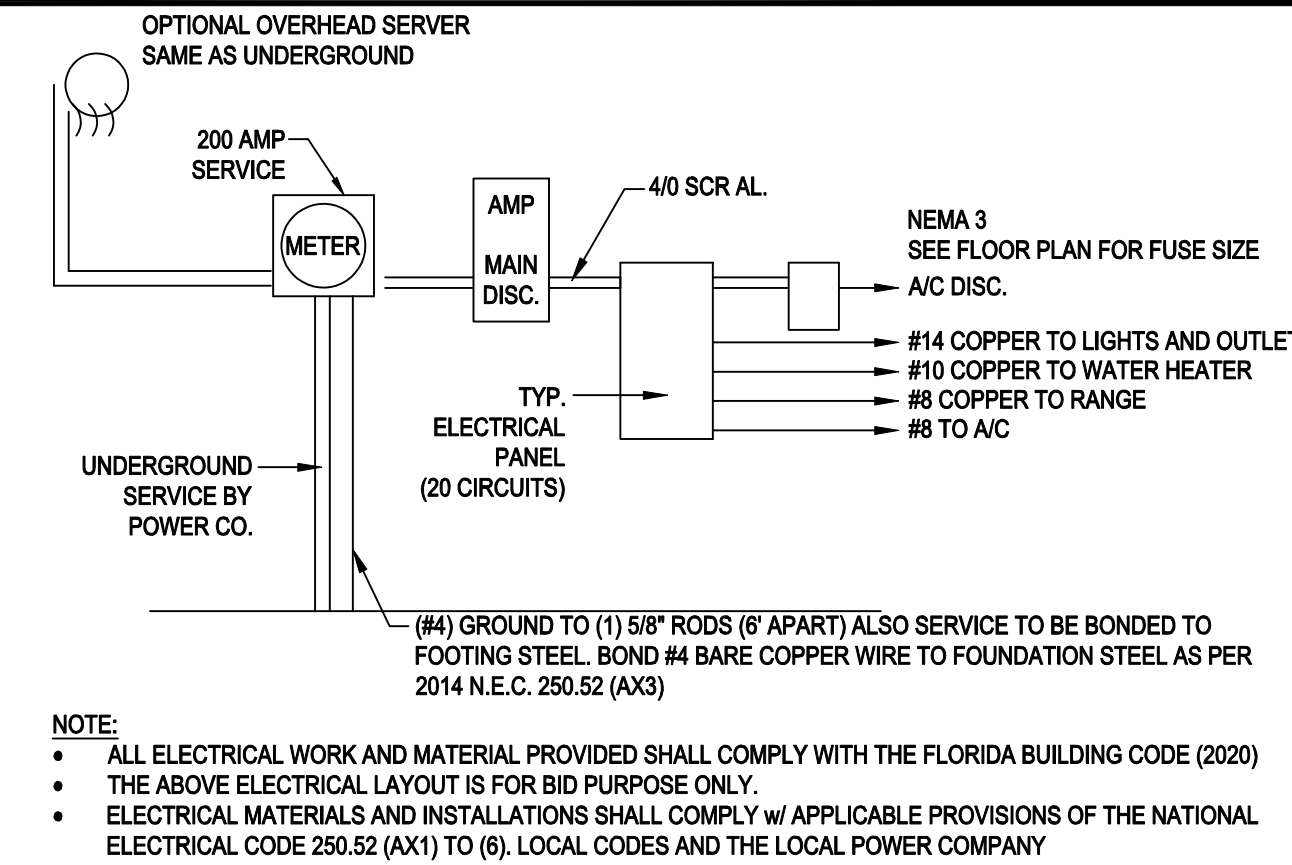 OPTIONAL OVERHEAD SERVER
SAME AS UNDERGROUND
200 AMP
SERVICE
METER
AMP
MAIN
DISC.
4/0 SCR AL.
NEMA 3
SEE FLOOR PLAN FOR FUSE SIZE
A/C DISC.
#14 COPPER TO LIGHTS AND OUTLET
#10 COPPER TO WATER HEATER
#8 COPPER TO RANGE
#8 TO A/C
TYP.
ELECTRICAL
PANEL
(20 CIRCUITS)
UNDERGROUND
SERVICE BY
POWER CO.
(#4) GROUND TO (1) 5/8" RODS (6' APART) ALSO SERVICE TO BE BONDED TO
FOOTING STEEL. BOND #4 BARE COPPER WIRE TO FOUNDATION STEEL AS PER
2014 N.E.C. 250.52 (AX3)
NOTE:
• ALL ELECTRICAL WORK AND MATERIAL PROVIDED SHALL COMPLY WITH THE FLORIDA BUILDING CODE (2020)
• THE ABOVE ELECTRICAL LAYOUT IS FOR BID PURPOSE ONLY.
• ELECTRICAL MATERIALS AND INSTALLATIONS SHALL COMPLY w/ APPLICABLE PROVISIONS OF THE NATIONAL
ELECTRICAL CODE 250.52 (AX1) TO (6). LOCAL CODES AND THE LOCAL POWER COMPANY